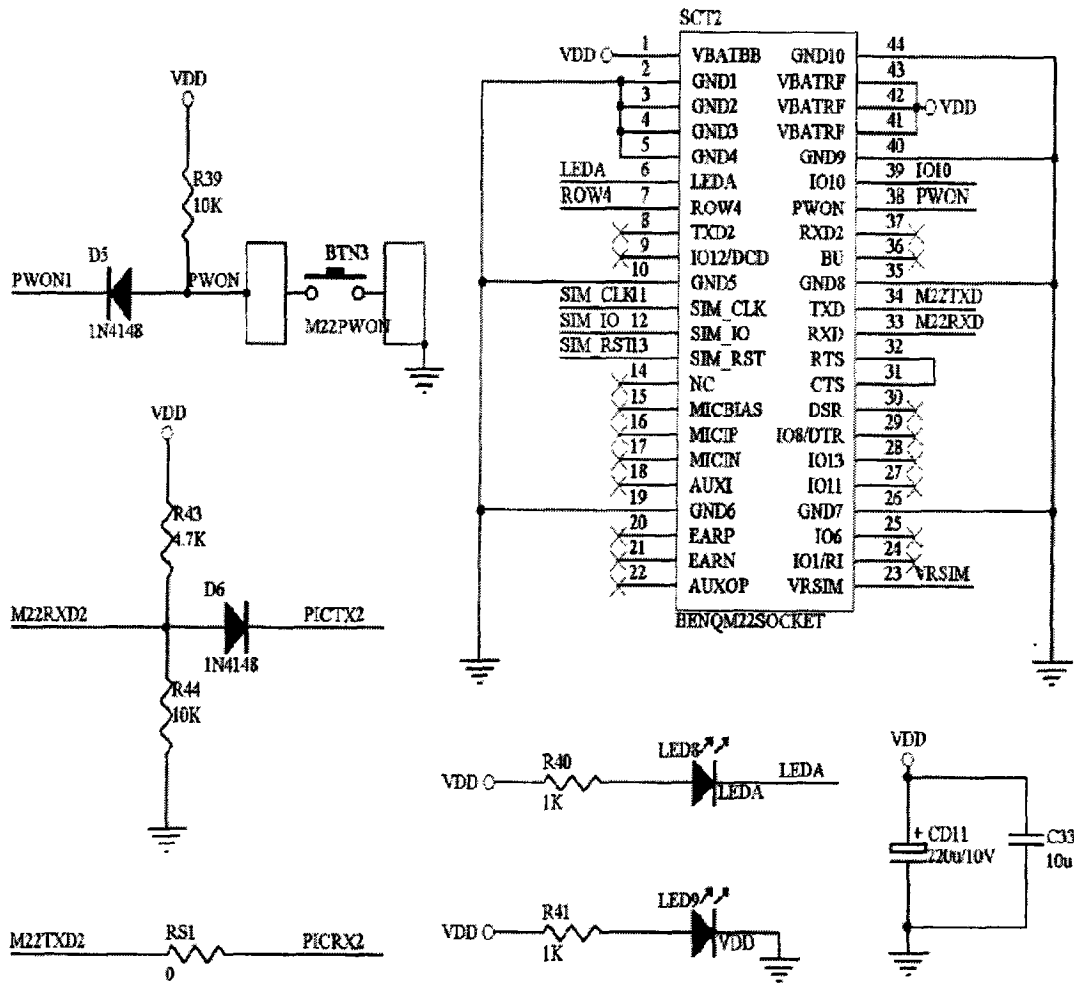 SCT2
VDD 1 VBATBB GND10 44
2 GND1 VBATRF 43
3 GND2 VBATRF 42 VDD
4 GND3 VBATRF 41
5 GND4 GND9 40
LEDA 6 LEDA IO10 39 IO10
ROW4 7 ROW4 PWON 38 PWON
8 TXD2 RXD2 37
9 IO12/DCD BU 36
10 GND5 GND8 35
SIM_CLK 11 SIM_CLK TXD 34 M22TXD
SIM_IO 12 SIM_IO RXD 33 M22RXD
SIM_RST 13 SIM_RST RTS 32
14 NC CTS 31
15 MICBIAS DSR 30
16 MICIP IO8/DTR 29
17 MICIN IO13 28
18 AUXI IO11 27
19 GND6 GND7 26
20 EARP IO6 25
21 EARN IO1/RI 24
22 AUXOP VRSIM 23 VRSIM
BENQM22SOCKET
VDD
R39
10K
D5
PWON1 PWON
1N4148
BTN3
M22PWON
VDD
R43
4.7K
D6
M22RXD2 PICTX2
1N4148
R44
10K
M22TXD2 RS1 PICRX2
0
VDD R40 LED8 LEDA
1K LEDA
VDD R41 LED9
1K VDD
VDD
+ CD11
220u/10V
C33
10u